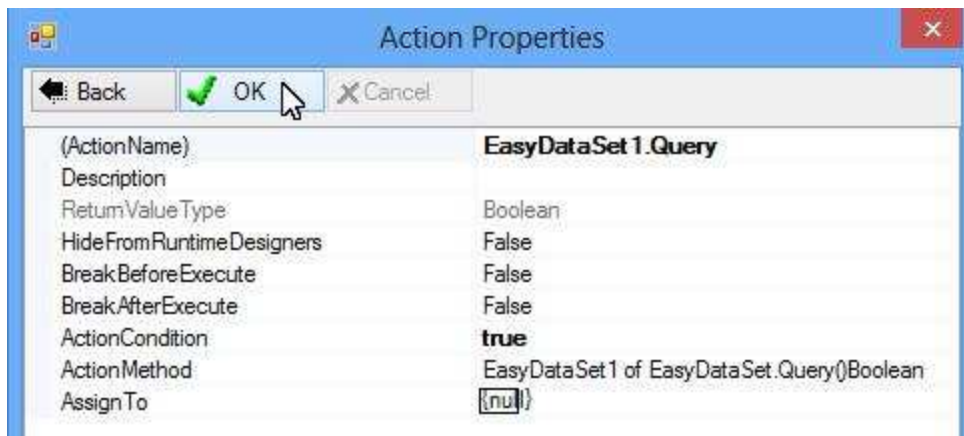 Action Properties
Back OK Cancel
(ActionName) EasyDataSet1.Query
Description
ReturnValueType Boolean
HideFromRuntimeDesigners False
BreakBeforeExecute False
BreakAfterExecute False
ActionCondition true
ActionMethod EasyDataSet1 of EasyDataSet.Query()Boolean
AssignTo {null}